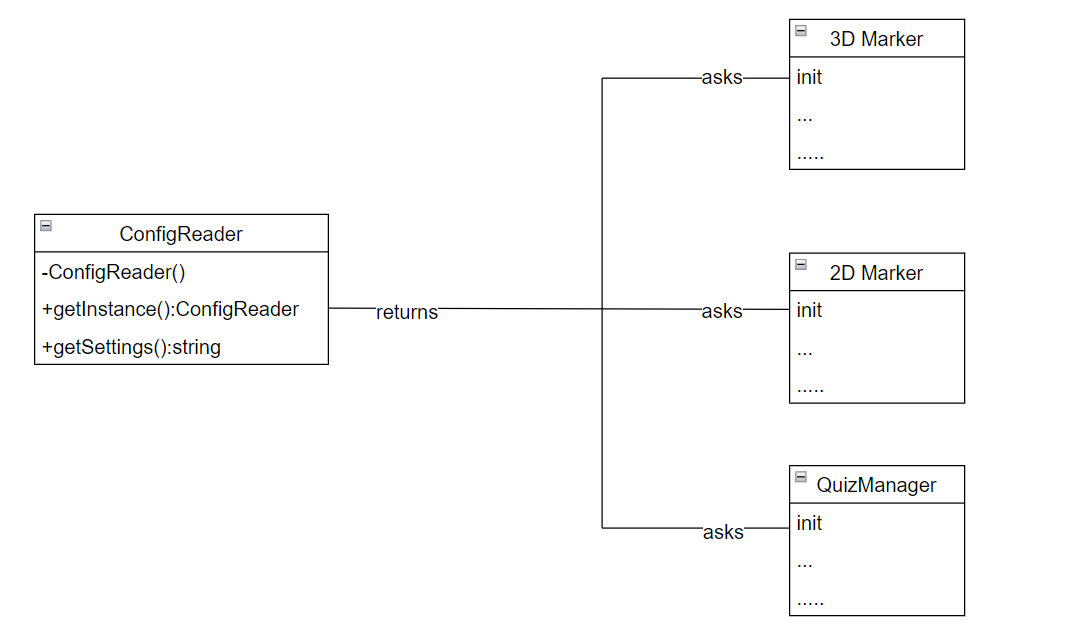 3D Marker
init
...
.....
asks
ConfigReader
-ConfigReader()
+getInstance():ConfigReader
+getSettings():string
returns
asks
2D Marker
init
...
.....
asks
QuizManager
init
...
.....